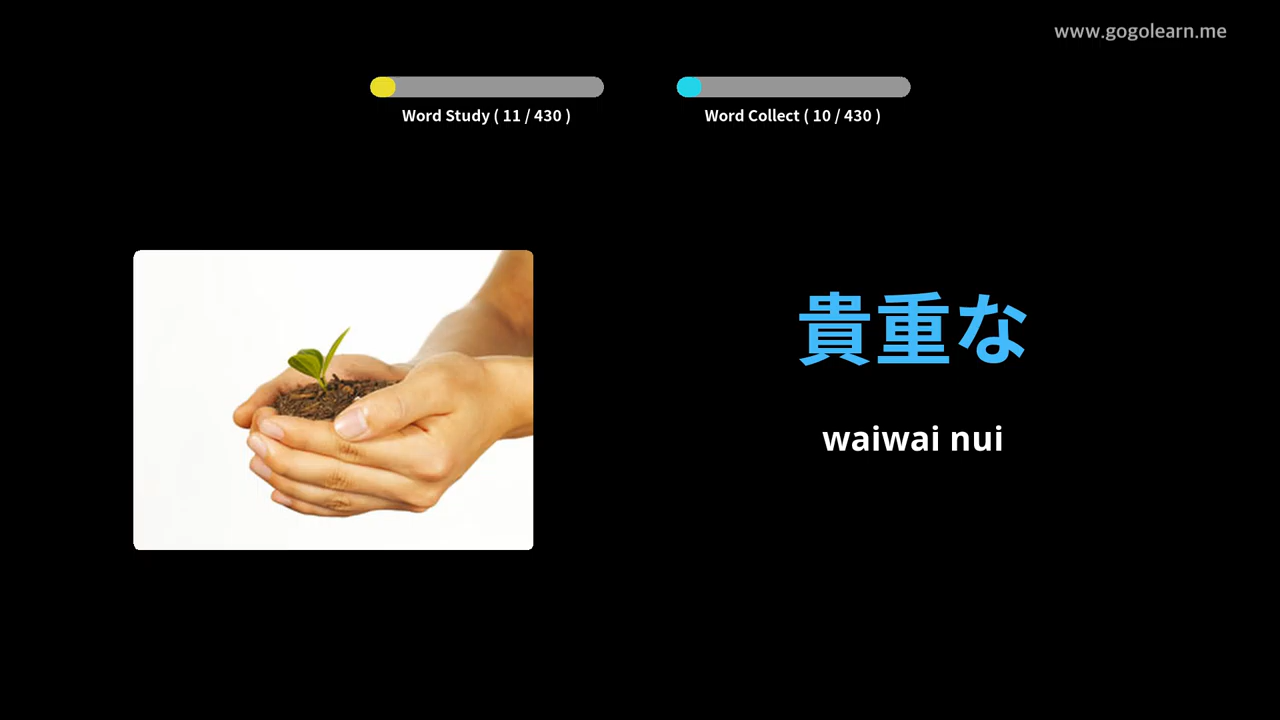 www.gogolearn.me
Word Study ( 11 / 430 )
Word Collect ( 10 / 430 )
貴重な
waiwai nui